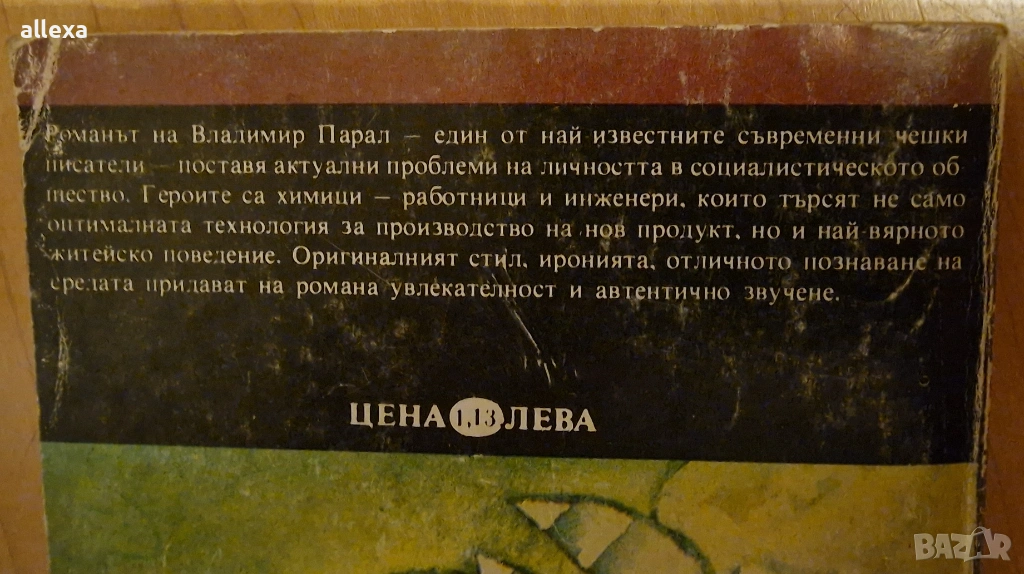 allexa
Романът на Владимир Парал – един от най-известните съвременни чешки
писатели – поставя актуални проблеми на личността в социалистическото об-
щество. Героите са химици – работници и инженери, които търсят не само
оптималната технология за производство на нов продукт, но и най-вярното
житейско поведение. Оригиналният стил, иронията, отличното познаване на
средата придават на романа увлекателност и автентично звучене.
ЦЕНА 1,13 ЛЕВА
BAZAR